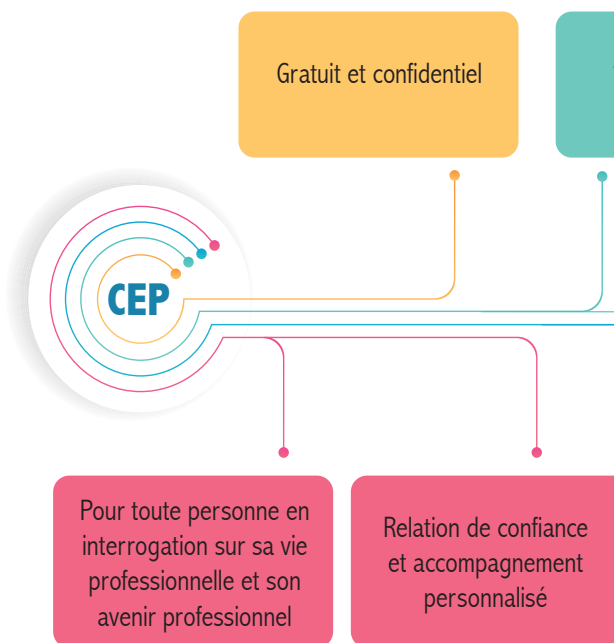 Gratuit et confidentiel
CEP
Pour toute personne en
interrogation sur sa vie
professionnelle et son
avenir professionnel
Relation de confiance
et accompagnement
personnalisé